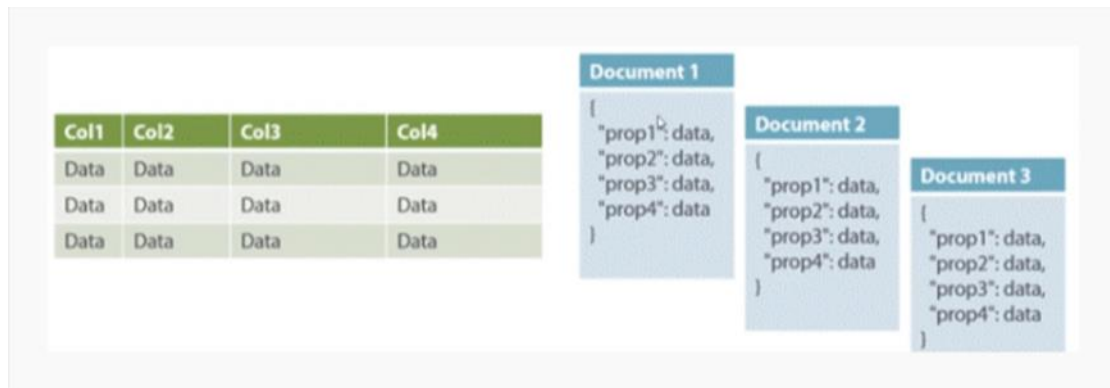 Col1 Col2 Col3 Col4
Data Data Data Data
Data Data Data Data
Data Data Data Data
Document 1
{
"prop1": data,
"prop2": data,
"prop3": data,
"prop4": data
}
Document 2
{
"prop1": data,
"prop2": data,
"prop3": data,
"prop4": data
}
Document 3
{
"prop1": data,
"prop2": data,
"prop3": data,
"prop4": data
}